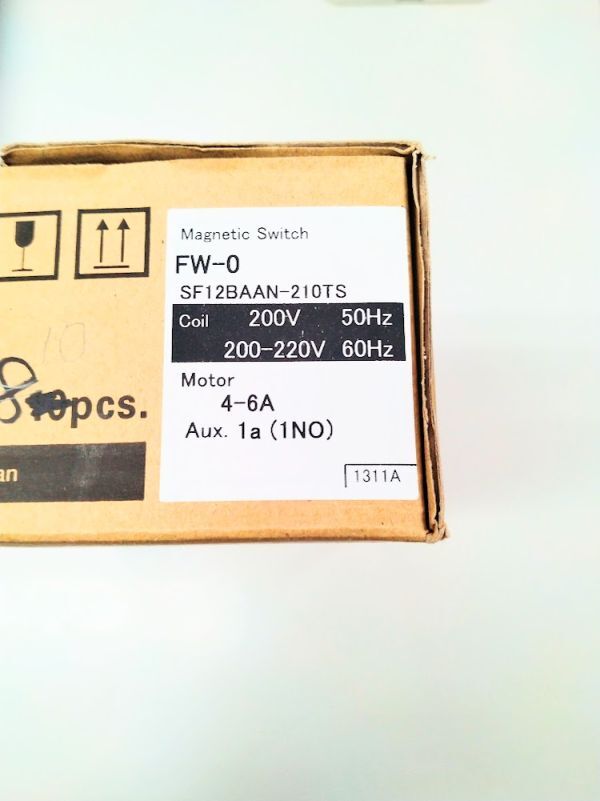 Magnetic Switch
FW-0
SF12BAAN-210TS
Coil 200V 50Hz
200-220V 60Hz
Motor
4-6A
Aux. 1a (1NO)
1311A
10
8 10pcs.
an